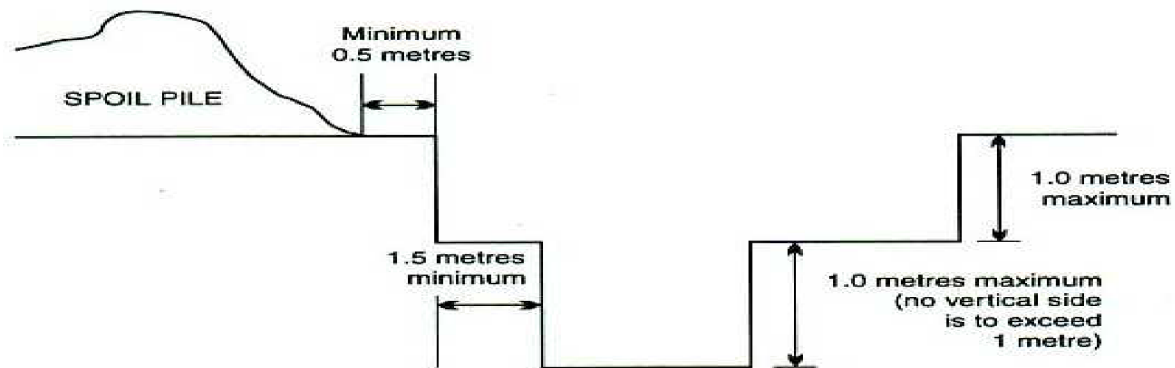 Minimum
0.5 metres
SPOIL PILE
1.0 metres
maximum
1.5 metres
minimum
1.0 metres maximum
(no vertical side
is to exceed
1 metre)